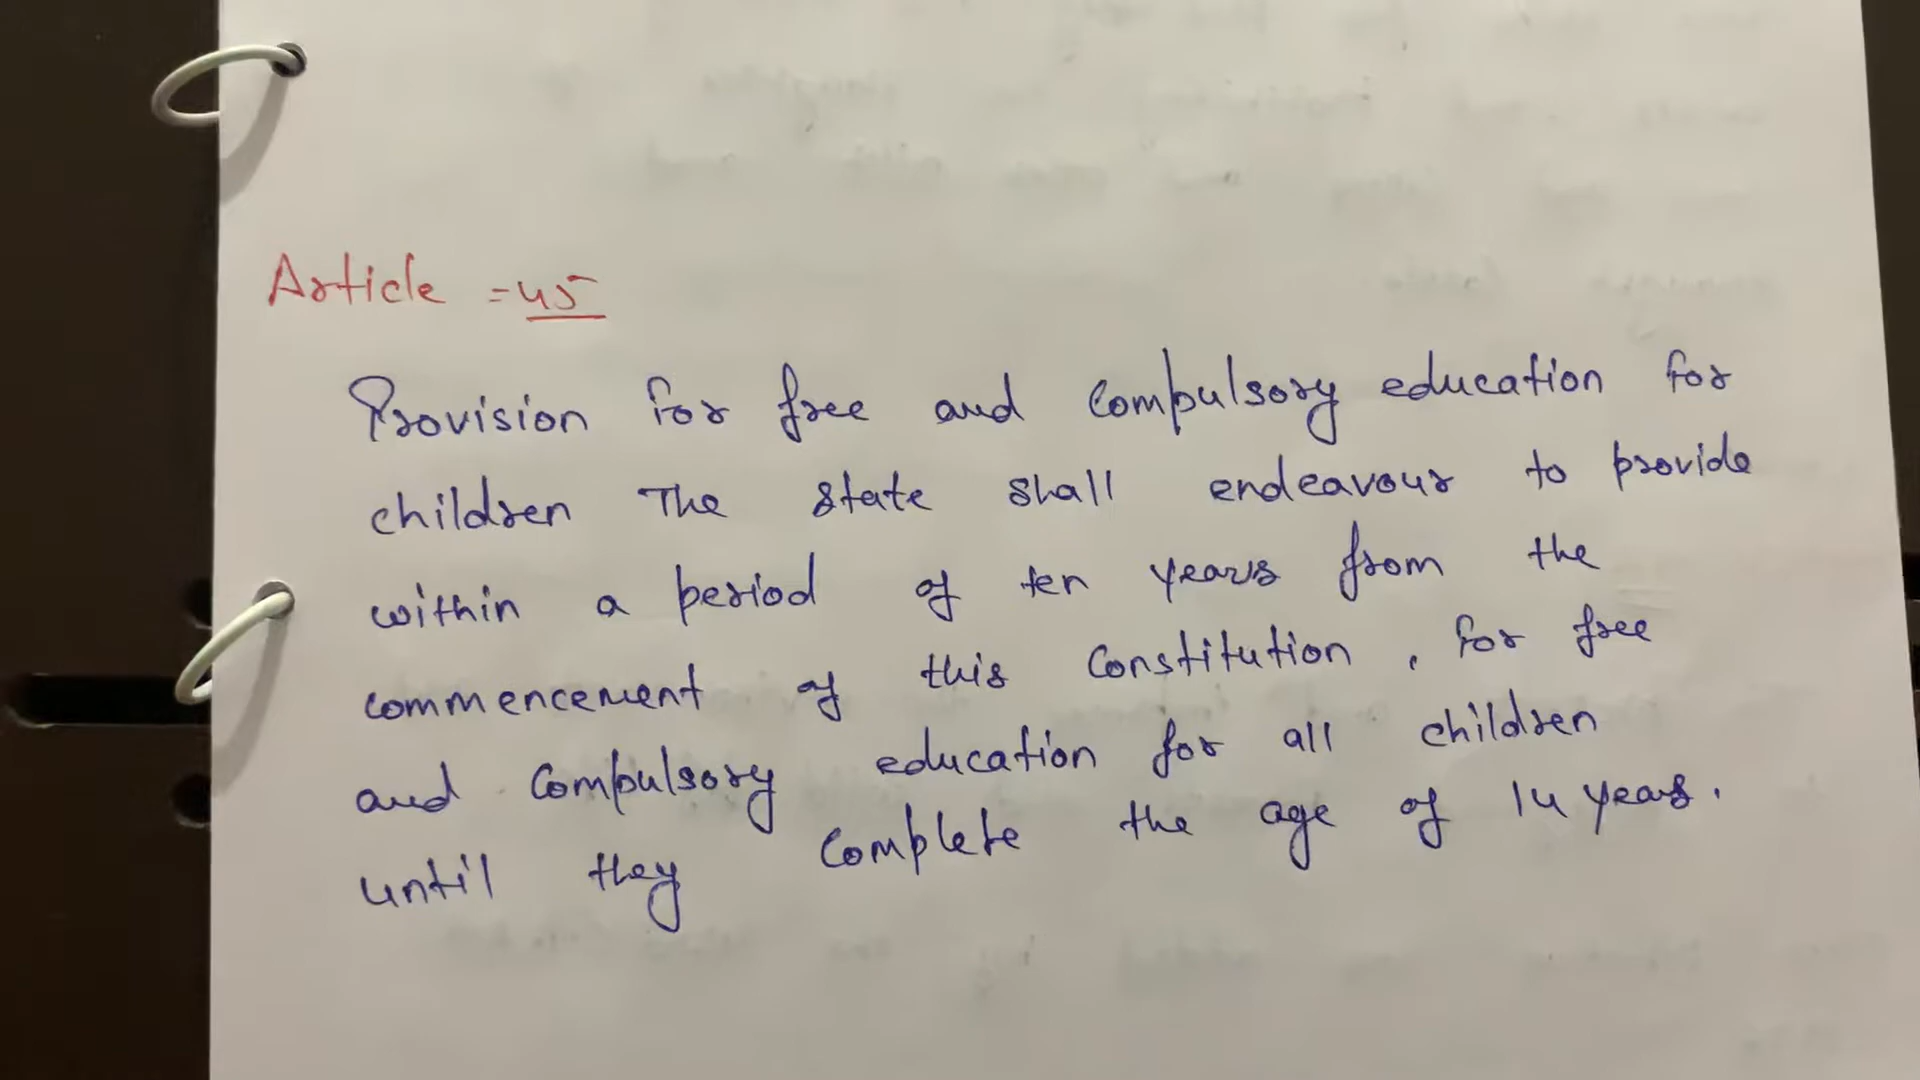 Article = 45
Provision for free and compulsory education for
children The state shall endeavour to provide
within a period of ten years from the
commencement of this Constitution, for free
and compulsory education for all children
until they complete the age of 14 years.